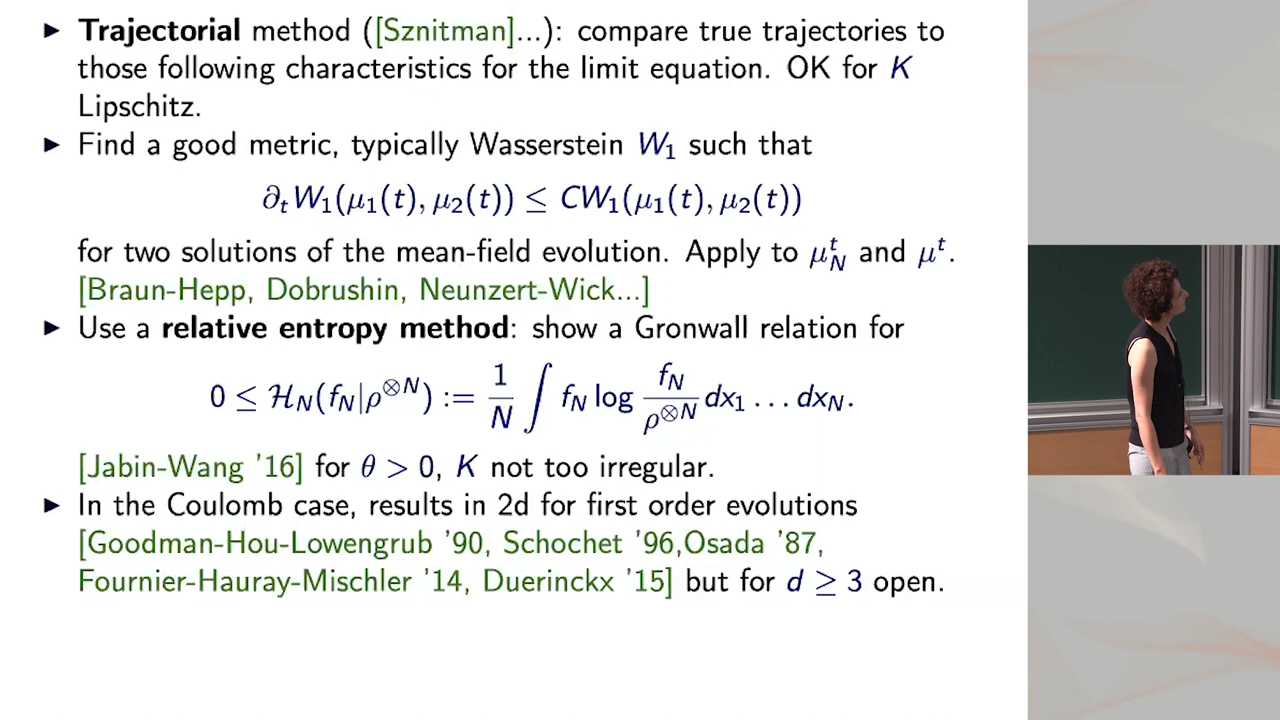 ▶ Trajectorial method ([Sznitman]...): compare true trajectories to
those following characteristics for the limit equation. OK for K
Lipschitz.
▶ Find a good metric, typically Wasserstein W₁ such that
∂ₜW₁(μ₁(t), μ₂(t)) ≤ CW₁(μ₁(t), μ₂(t))
for two solutions of the mean-field evolution. Apply to μ_N^t and μ^t.
[Braun-Hepp, Dobrushin, Neunzert-Wick...]
▶ Use a relative entropy method: show a Gronwall relation for
0 ≤ H_N(f_N|ρ^{⊗N}) := 1/N ∫ f_N log f_N/ρ^{⊗N} dx₁ … dx_N.
[Jabin-Wang '16] for θ > 0, K not too irregular.
▶ In the Coulomb case, results in 2d for first order evolutions
[Goodman-Hou-Lowengrub '90, Schochet '96,Osada '87,
Fournier-Hauray-Mischler '14, Duerinckx '15] but for d ≥ 3 open.